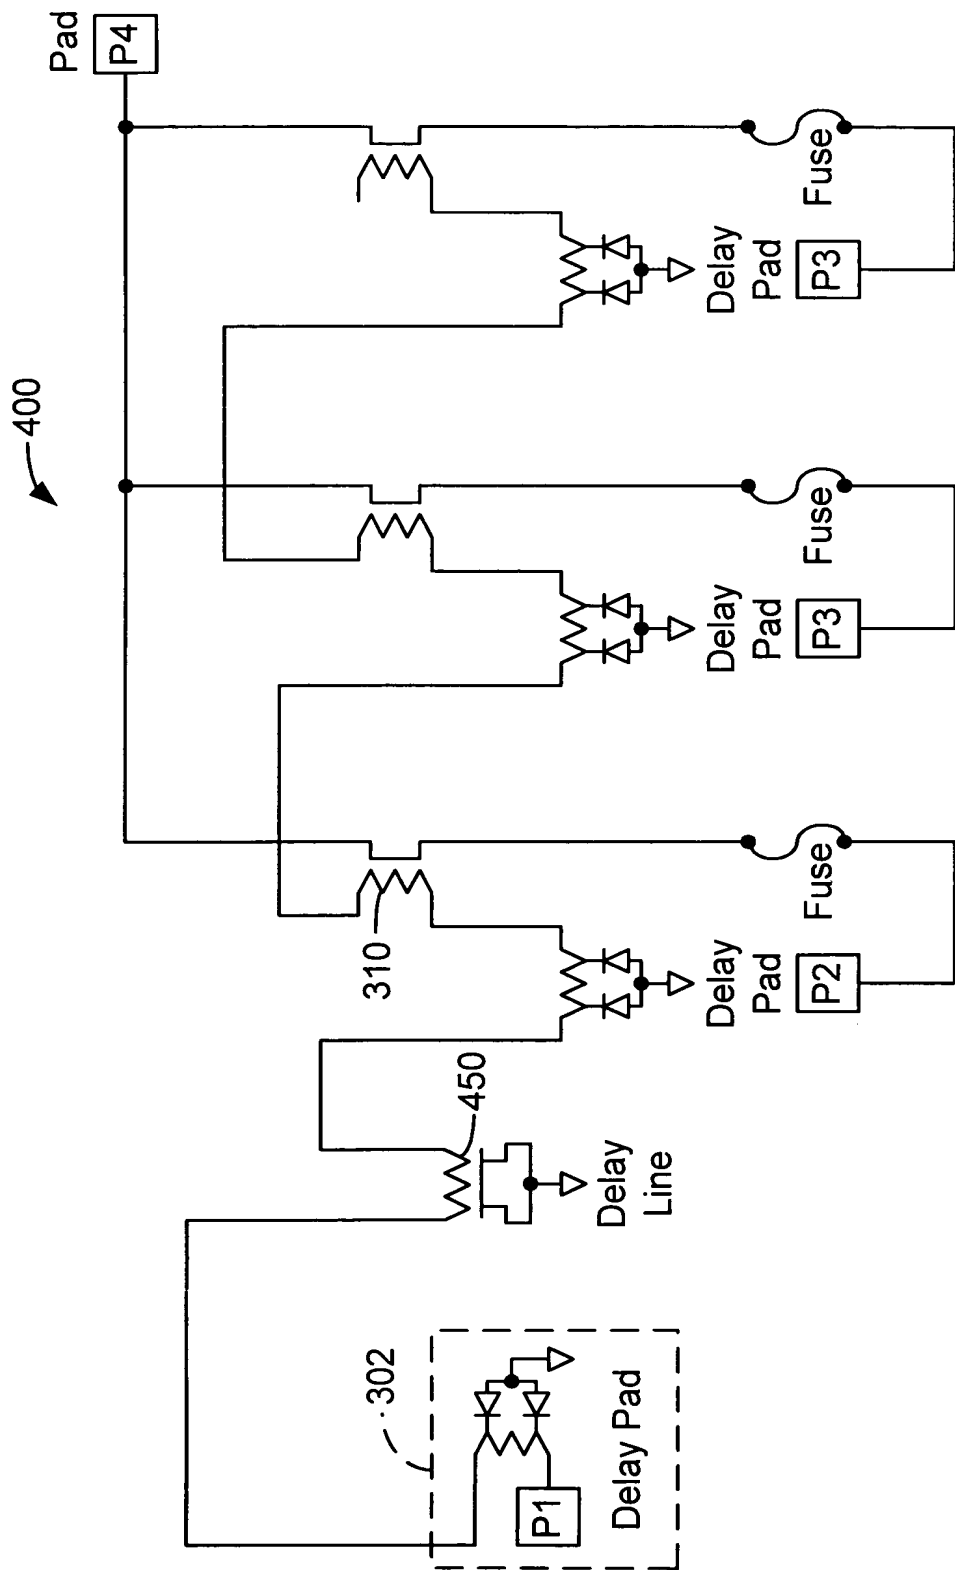 400
Pad
P4
310
450
302
P1
Delay Pad
Delay
Line
Delay
Pad
P2
Fuse
Delay
Pad
P3
Fuse
Delay
Pad
P3
Fuse